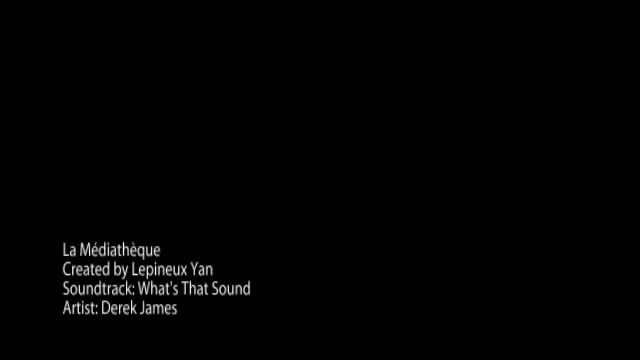 La Médiathèque
Created by Lepineux Yan
Soundtrack: What's That Sound
Artist: Derek James